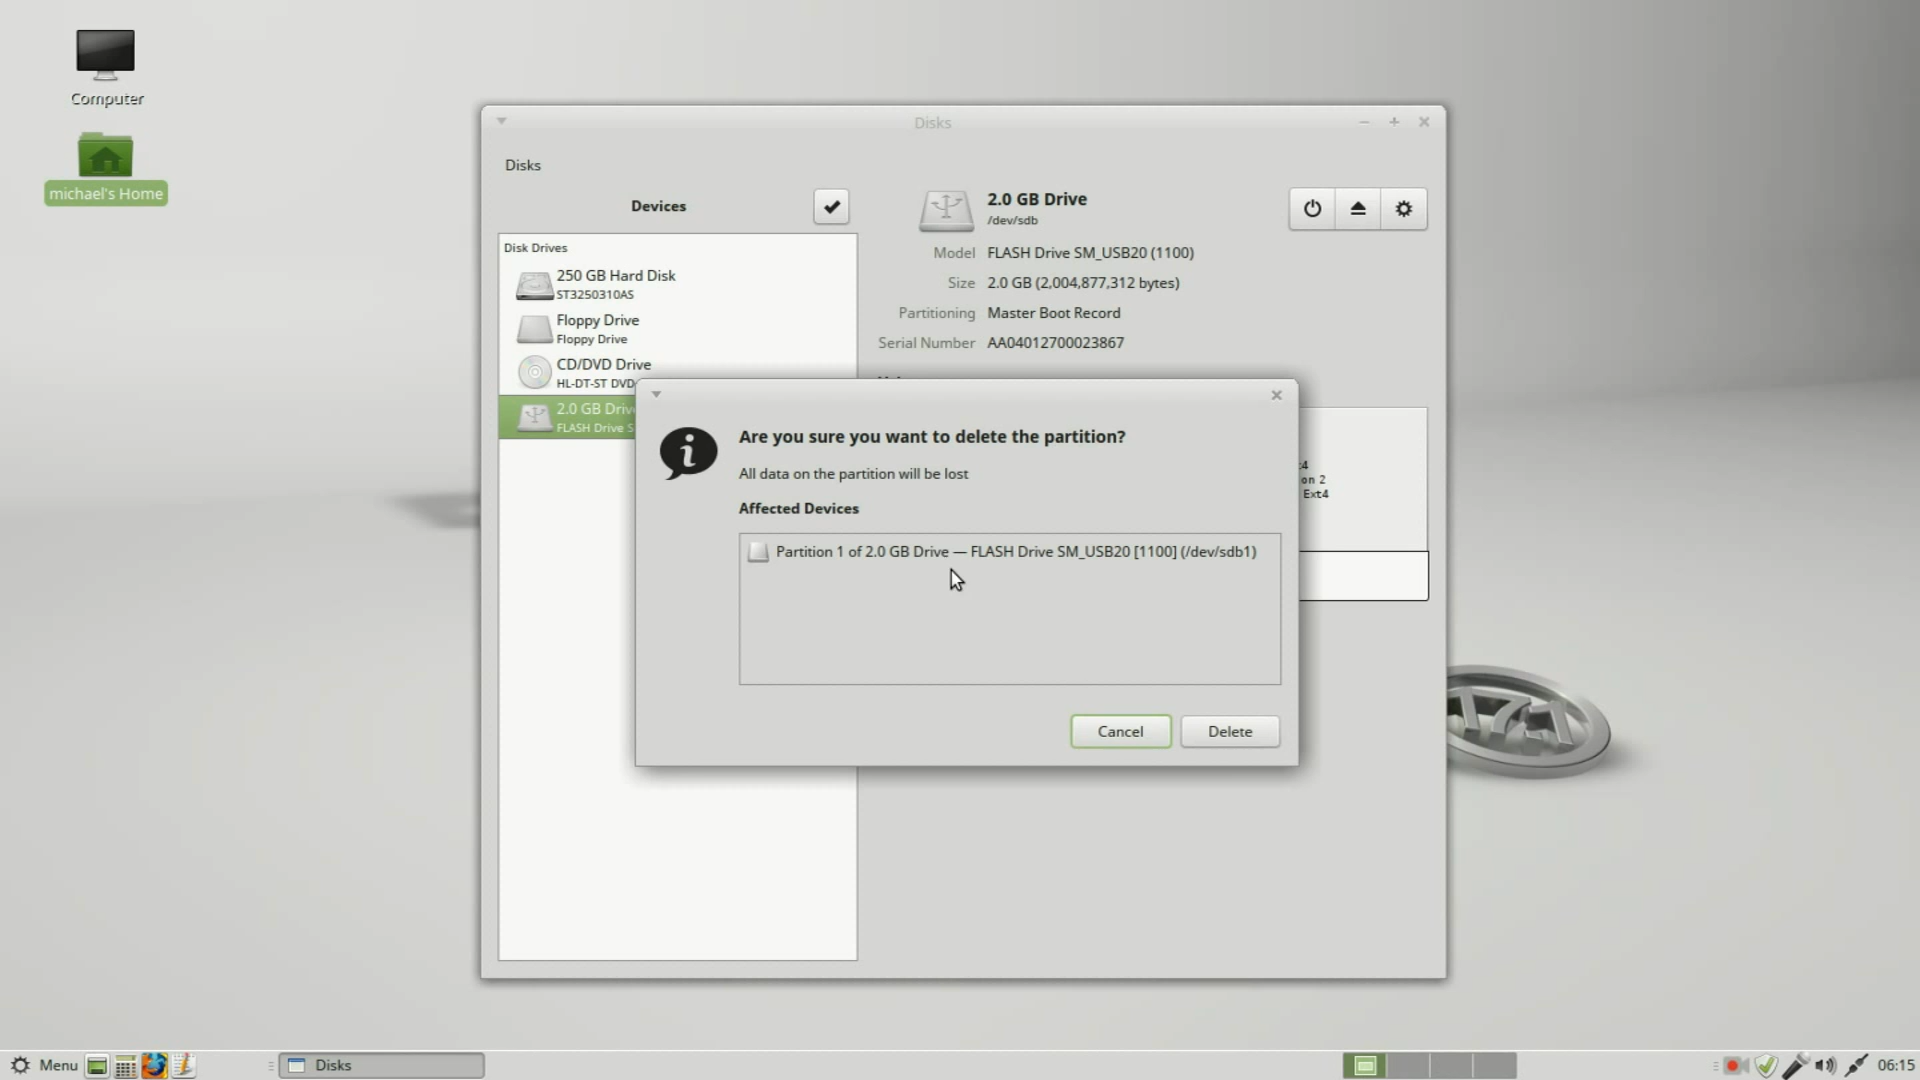 Computer
michael's Home
Disks
Disks
Devices
Disk Drives
250 GB Hard Disk
ST3250310AS
Floppy Drive
Floppy Drive
CD/DVD Drive
HL-DT-ST DVD-
2.0 GB Drive
FLASH Drive S
2.0 GB Drive
/dev/sdb
Model FLASH Drive SM_USB20 (1100)
Size 2.0 GB (2,004,877,312 bytes)
Partitioning Master Boot Record
Serial Number AA04012700023867
Are you sure you want to delete the partition?
All data on the partition will be lost
Affected Devices
Partition 1 of 2.0 GB Drive — FLASH Drive SM_USB20 [1100] (/dev/sdb1)
Cancel
Delete
on 2
Ext4
17.1
Menu
Disks
06:15